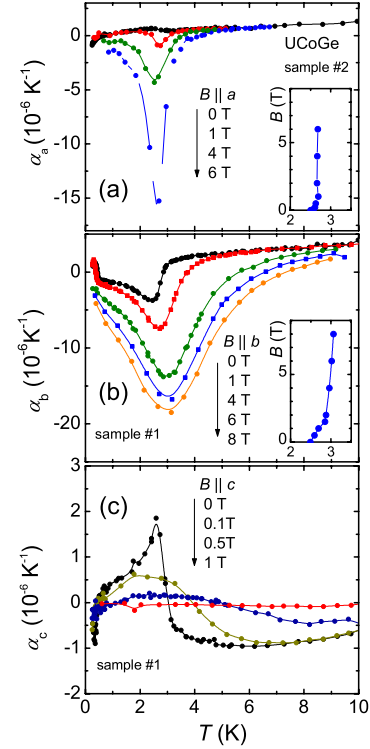 0
-5
-10
-15
α_a (10⁻⁶ K⁻¹)
UCoGe
sample #2
B || a
0 T
1 T
4 T
6 T
(a)
B (T)
5
0
2 3
0
-10
-20
α_b (10⁻⁶K⁻¹)
B || b
0 T
1 T
4 T
6 T
8 T
(b)
sample #1
B (T)
5
0
2 3
2
1
0
-1
-2
α_c (10⁻⁶ K⁻¹)
(c)
B || c
0 T
0.1T
0.5T
1 T
sample #1
0 2 4 6 8 10
T (K)